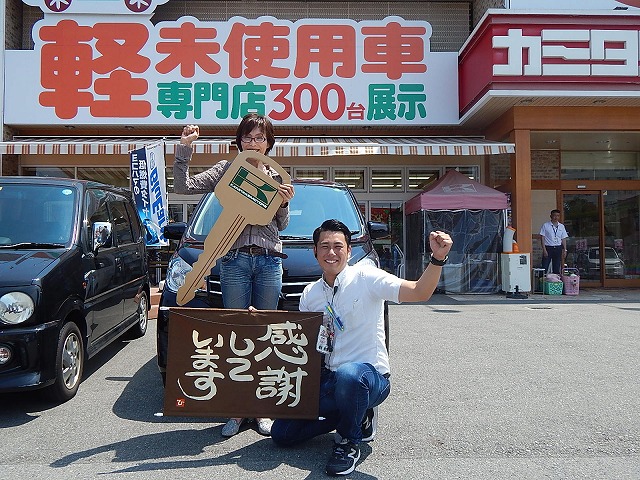 軽未使用車
専門店300台展示
カミタ
感謝
して
います